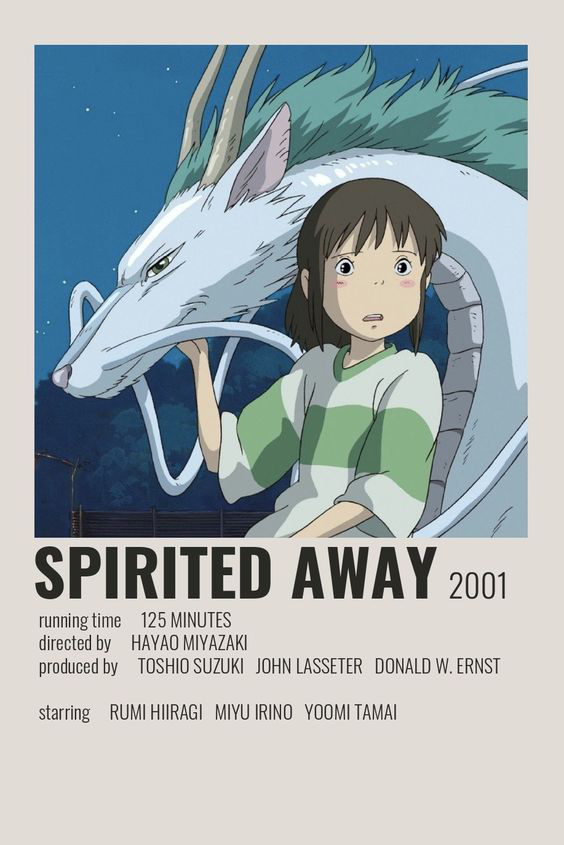 SPIRITED AWAY 2001
running time 125 MINUTES
directed by HAYAO MIYAZAKI
produced by TOSHIO SUZUKI JOHN LASSETER DONALD W. ERNST
starring RUMI HIIRAGI MIYU IRINO YOOMI TAMAI